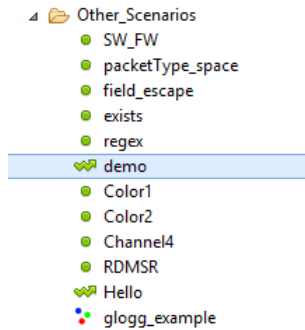 Other_Scenarios
SW_FW
packetType_space
field_escape
exists
regex
demo
Color1
Color2
Channel4
RDMSR
Hello
glogg_example